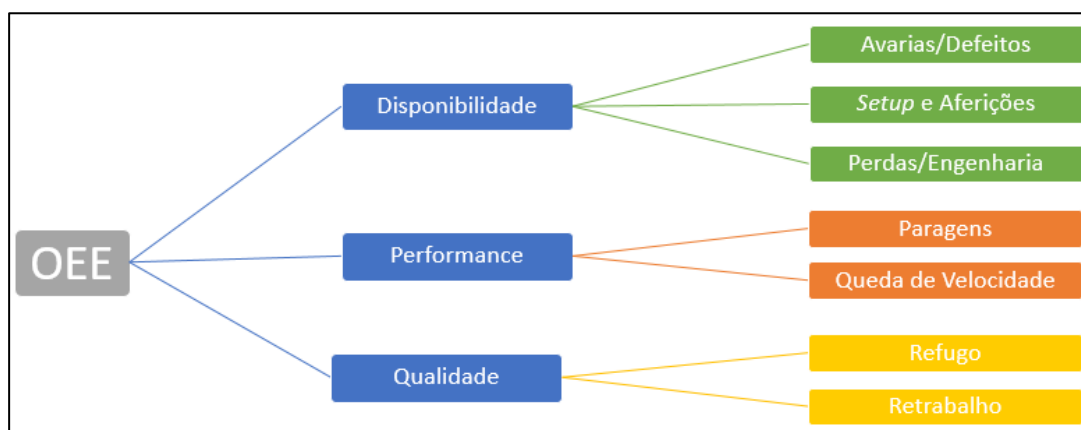 OEE
Disponibilidade
Avarias/Defeitos
Setup e Aferições
Perdas/Engenharia
Performance
Paragens
Queda de Velocidade
Qualidade
Refugo
Retrabalho